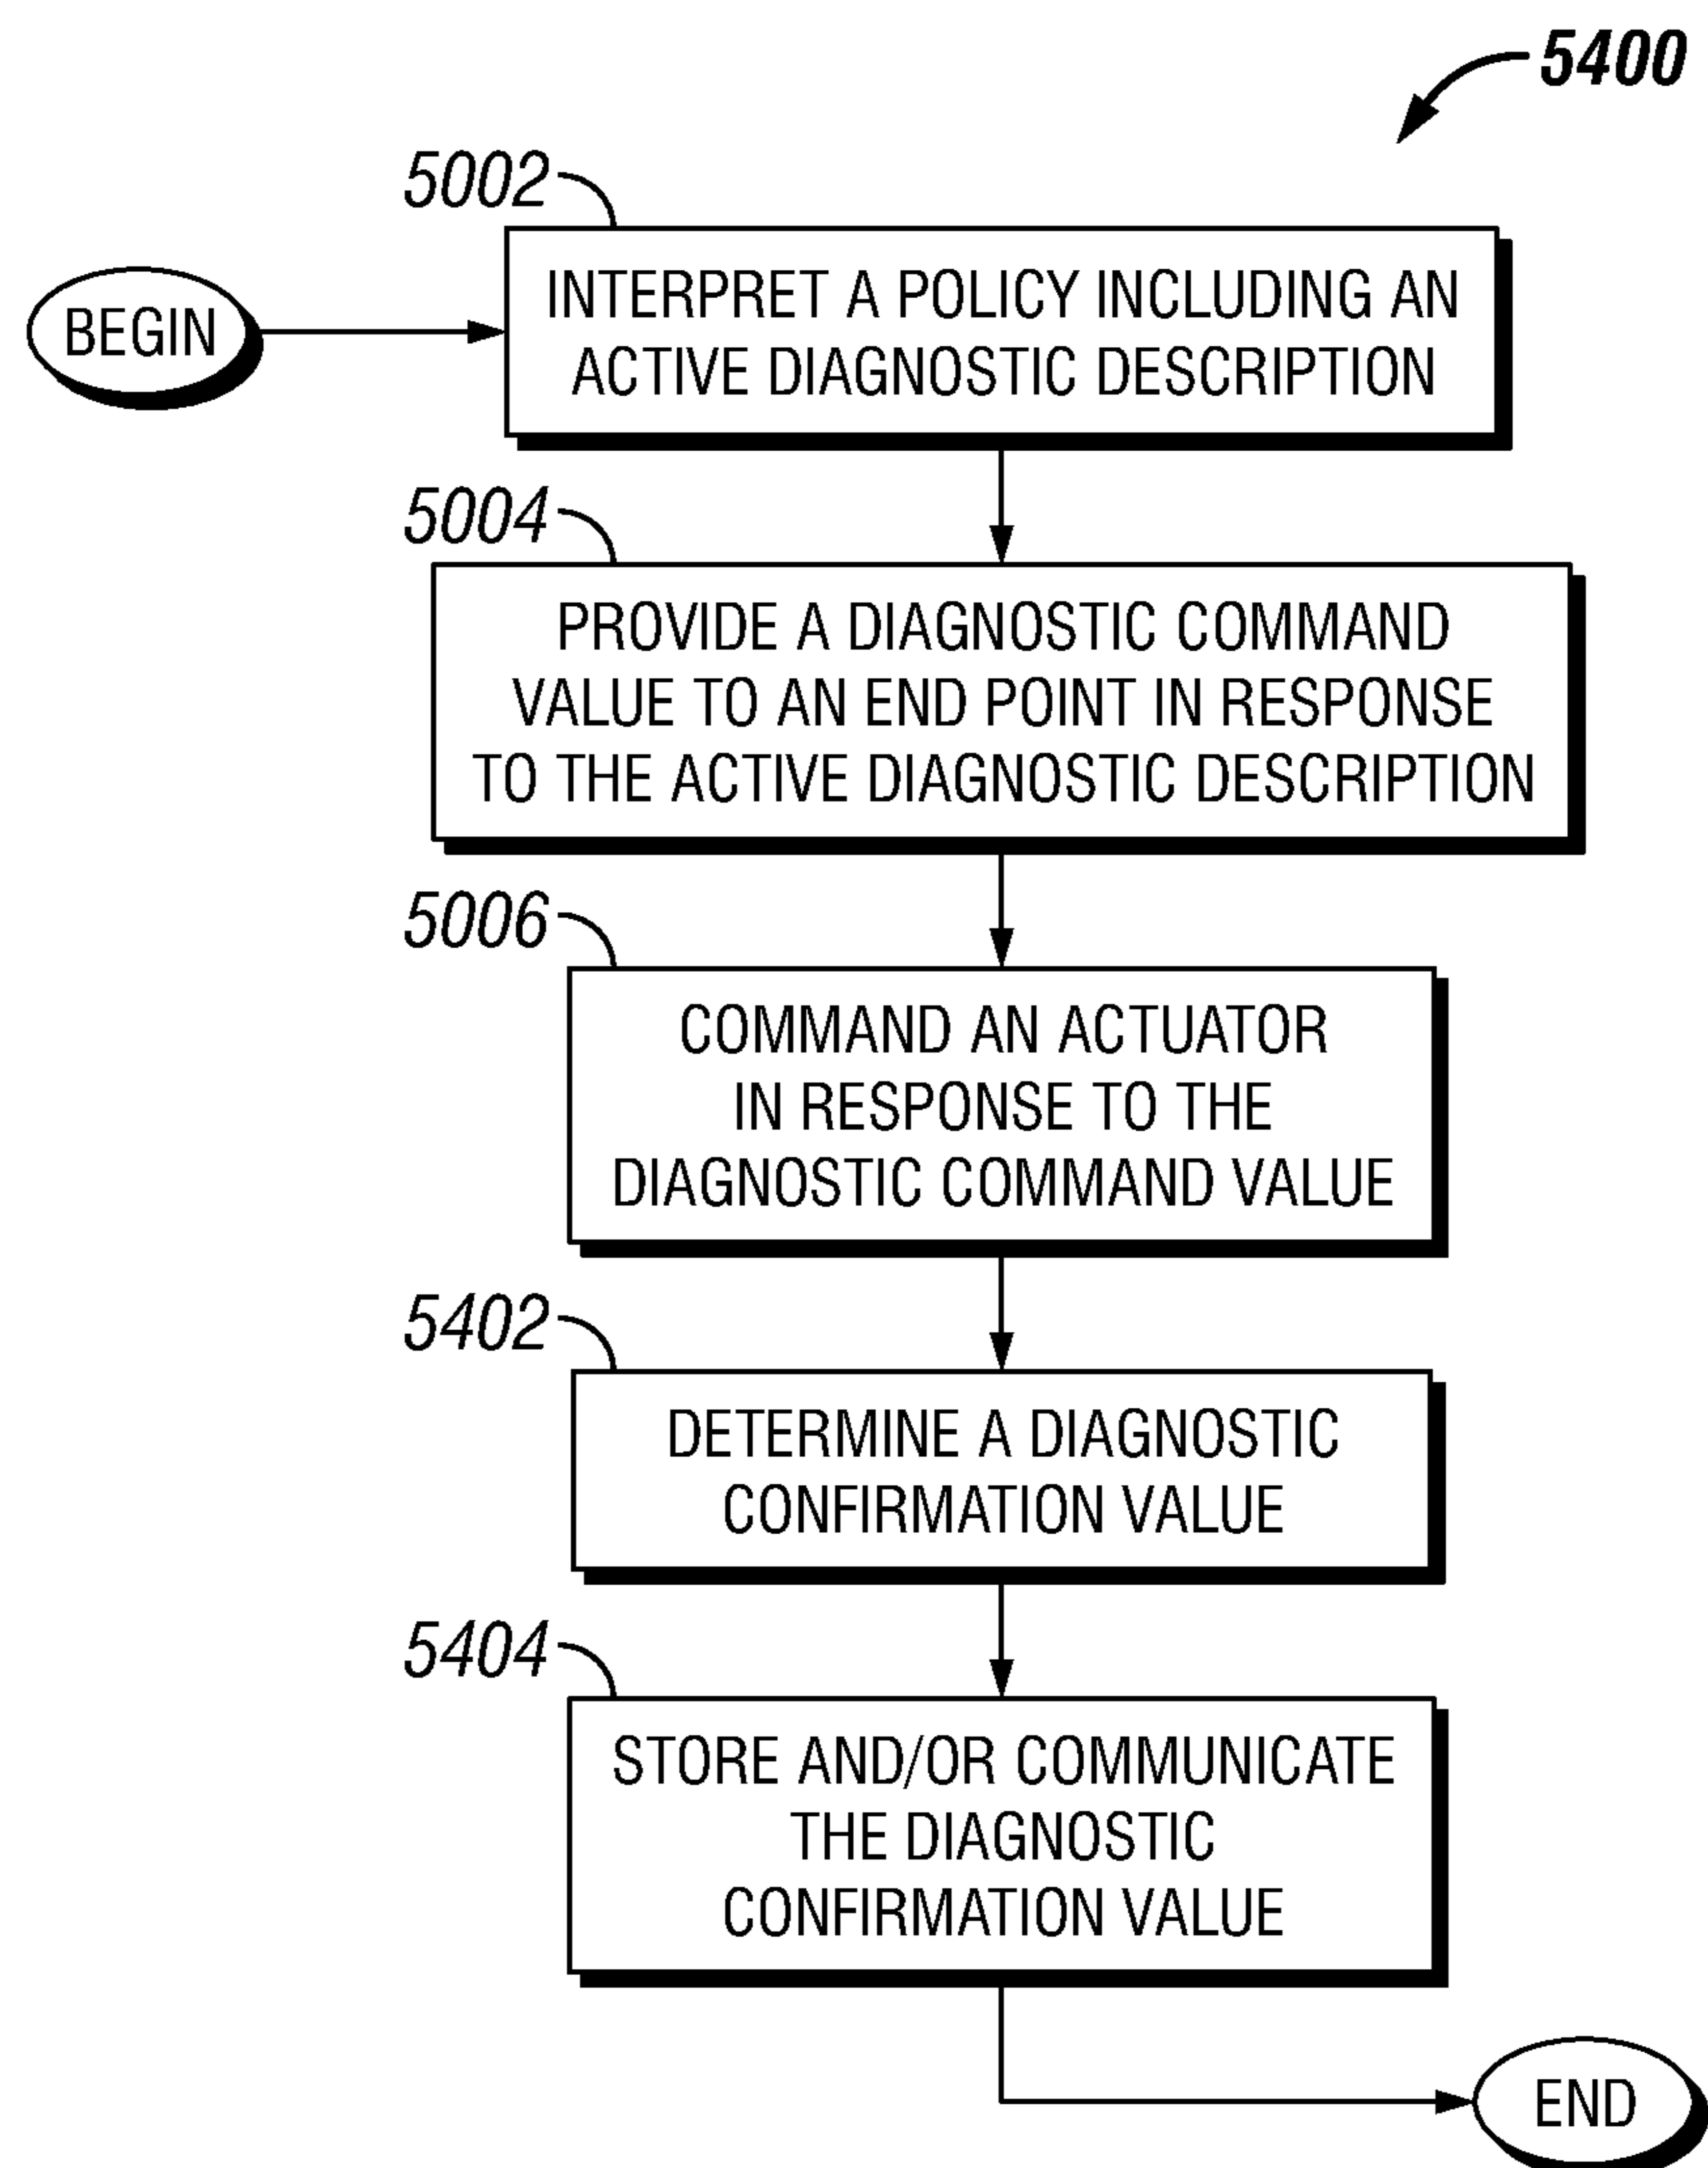 5400
5002
BEGIN
INTERPRET A POLICY INCLUDING AN
ACTIVE DIAGNOSTIC DESCRIPTION
5004
PROVIDE A DIAGNOSTIC COMMAND
VALUE TO AN END POINT IN RESPONSE
TO THE ACTIVE DIAGNOSTIC DESCRIPTION
5006
COMMAND AN ACTUATOR
IN RESPONSE TO THE
DIAGNOSTIC COMMAND VALUE
5402
DETERMINE A DIAGNOSTIC
CONFIRMATION VALUE
5404
STORE AND/OR COMMUNICATE
THE DIAGNOSTIC
CONFIRMATION VALUE
END